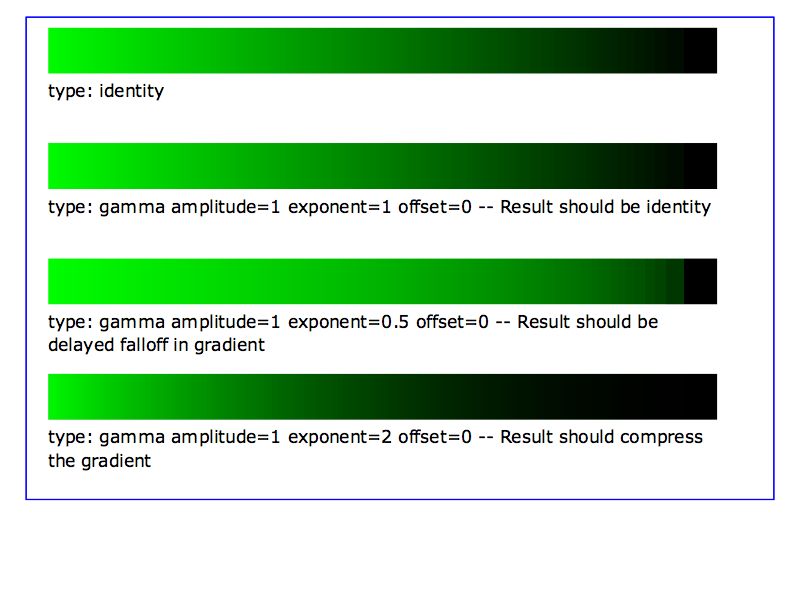 type: identity
type: gamma amplitude=1 exponent=1 offset=0 -- Result should be identity
type: gamma amplitude=1 exponent=0.5 offset=0 -- Result should be
delayed falloff in gradient
type: gamma amplitude=1 exponent=2 offset=0 -- Result should compress
the gradient